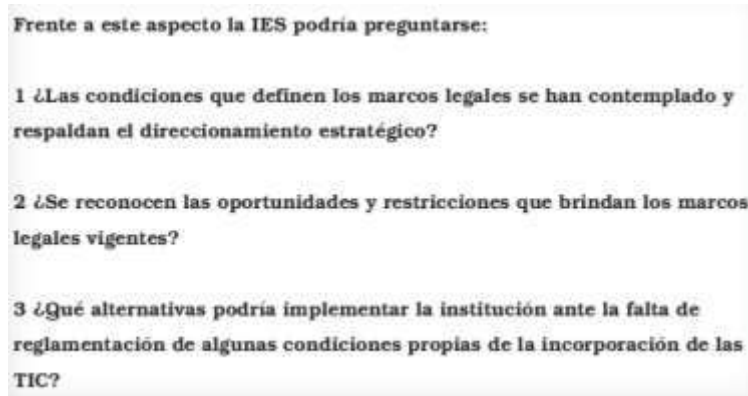 Frente a este aspecto la IES podría preguntarse:
1 ¿Las condiciones que definen los marcos legales se han contemplado y
respaldan el direccionamiento estratégico?
2 ¿Se reconocen las oportunidades y restricciones que brindan los marcos
legales vigentes?
3 ¿Qué alternativas podría implementar la institución ante la falta de
reglamentación de algunas condiciones propias de la incorporación de las
TIC?